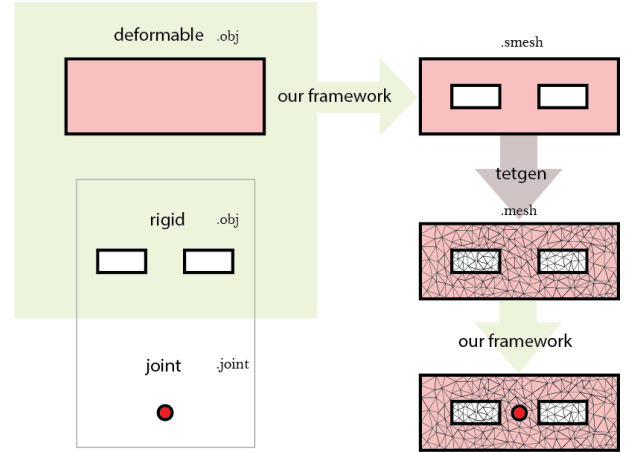 deformable .obj
.smesh
our framework
tetgen
.mesh
rigid .obj
our framework
joint .joint